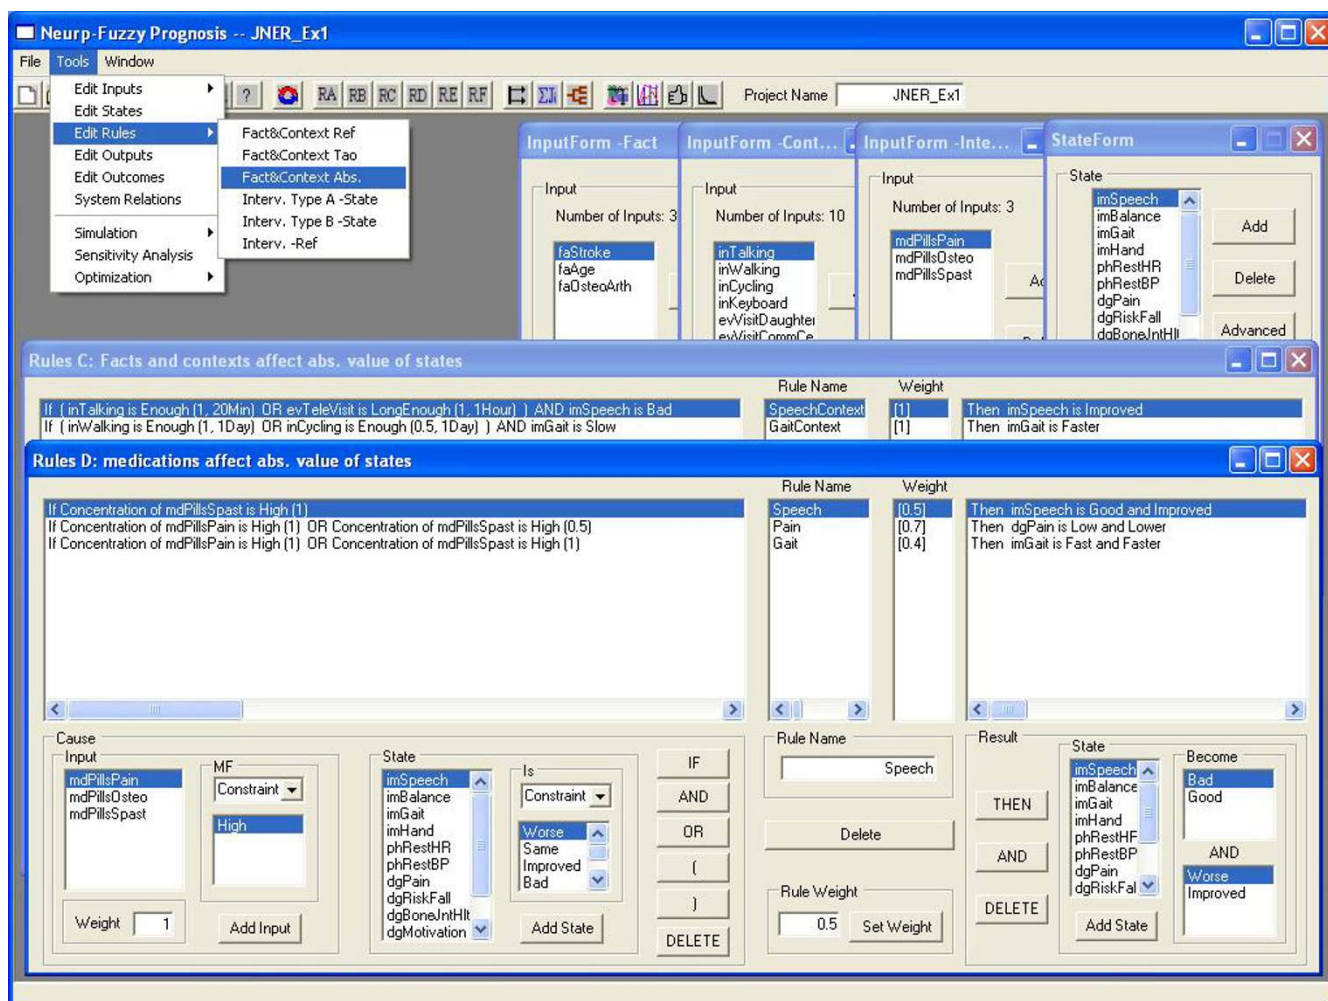 Neurp-Fuzzy Prognosis -- JNER_Ex1
File Tools Window
? RA RB RC RD RE RF Project Name JNER_Ex1
Edit Inputs
Edit States
Edit Rules
Edit Outputs
Edit Outcomes
System Relations
Simulation
Sensitivity Analysis
Optimization
Fact&Context Ref
Fact&Context Tao
Fact&Context Abs.
Interv. Type A -State
Interv. Type B -State
Interv. -Ref
InputForm -Fact
Input
Number of Inputs: 3
faStroke
faAge
faOsteoArth
InputForm -Cont...
Input
Number of Inputs: 10
inTalking
inWalking
inCycling
inKeyboard
evVisitDaughter
evVisitCommCe
InputForm -Inte...
Input
Number of Inputs: 3
mdPillsPain
mdPillsOsteo
mdPillsSpast
StateForm
State
imSpeech
imBalance
imGait
imHand
phRestHR
phRestBP
dgPain
dgRiskFall
dgBoneJntHlt
Add
Delete
Advanced
Rules C: Facts and contexts affect abs. value of states
Rule Name Weight
If ( inTalking is Enough (1, 20Min) OR evTeleVisit is LongEnough (1, 1Hour) ) AND imSpeech is Bad SpeechContext [1] Then imSpeech is Improved
If ( inWalking is Enough (1, 1Day) OR inCycling is Enough (0.5, 1Day) ) AND imGait is Slow GaitContext [1] Then imGait is Faster
Rules D: medications affect abs. value of states
Rule Name Weight
If Concentration of mdPillsSpast is High (1) Speech [0.5] Then imSpeech is Good and Improved
If Concentration of mdPillsPain is High (1) OR Concentration of mdPillsSpast is High (0.5) Pain [0.7] Then dgPain is Low and Lower
If Concentration of mdPillsPain is High (1) OR Concentration of mdPillsSpast is High (1) Gait [0.4] Then imGait is Fast and Faster
Cause
Input
mdPillsPain
mdPillsOsteo
mdPillsSpast
Weight 1
MF
Constraint
High
Add Input
State
imSpeech
imBalance
imGait
imHand
phRestHR
phRestBP
dgPain
dgRiskFall
dgBoneJntHlt
dgMotivation
Is
Constraint
Worse
Same
Improved
Bad
Add State
IF
AND
OR
(
)
DELETE
Rule Name
Speech
Delete
Rule Weight
0.5 Set Weight
Result
THEN
AND
DELETE
State
imSpeech
imBalance
imGait
imHand
phRestHF
phRestBP
dgPain
dgRiskFal
Add State
Become
Bad
Good
AND
Worse
Improved